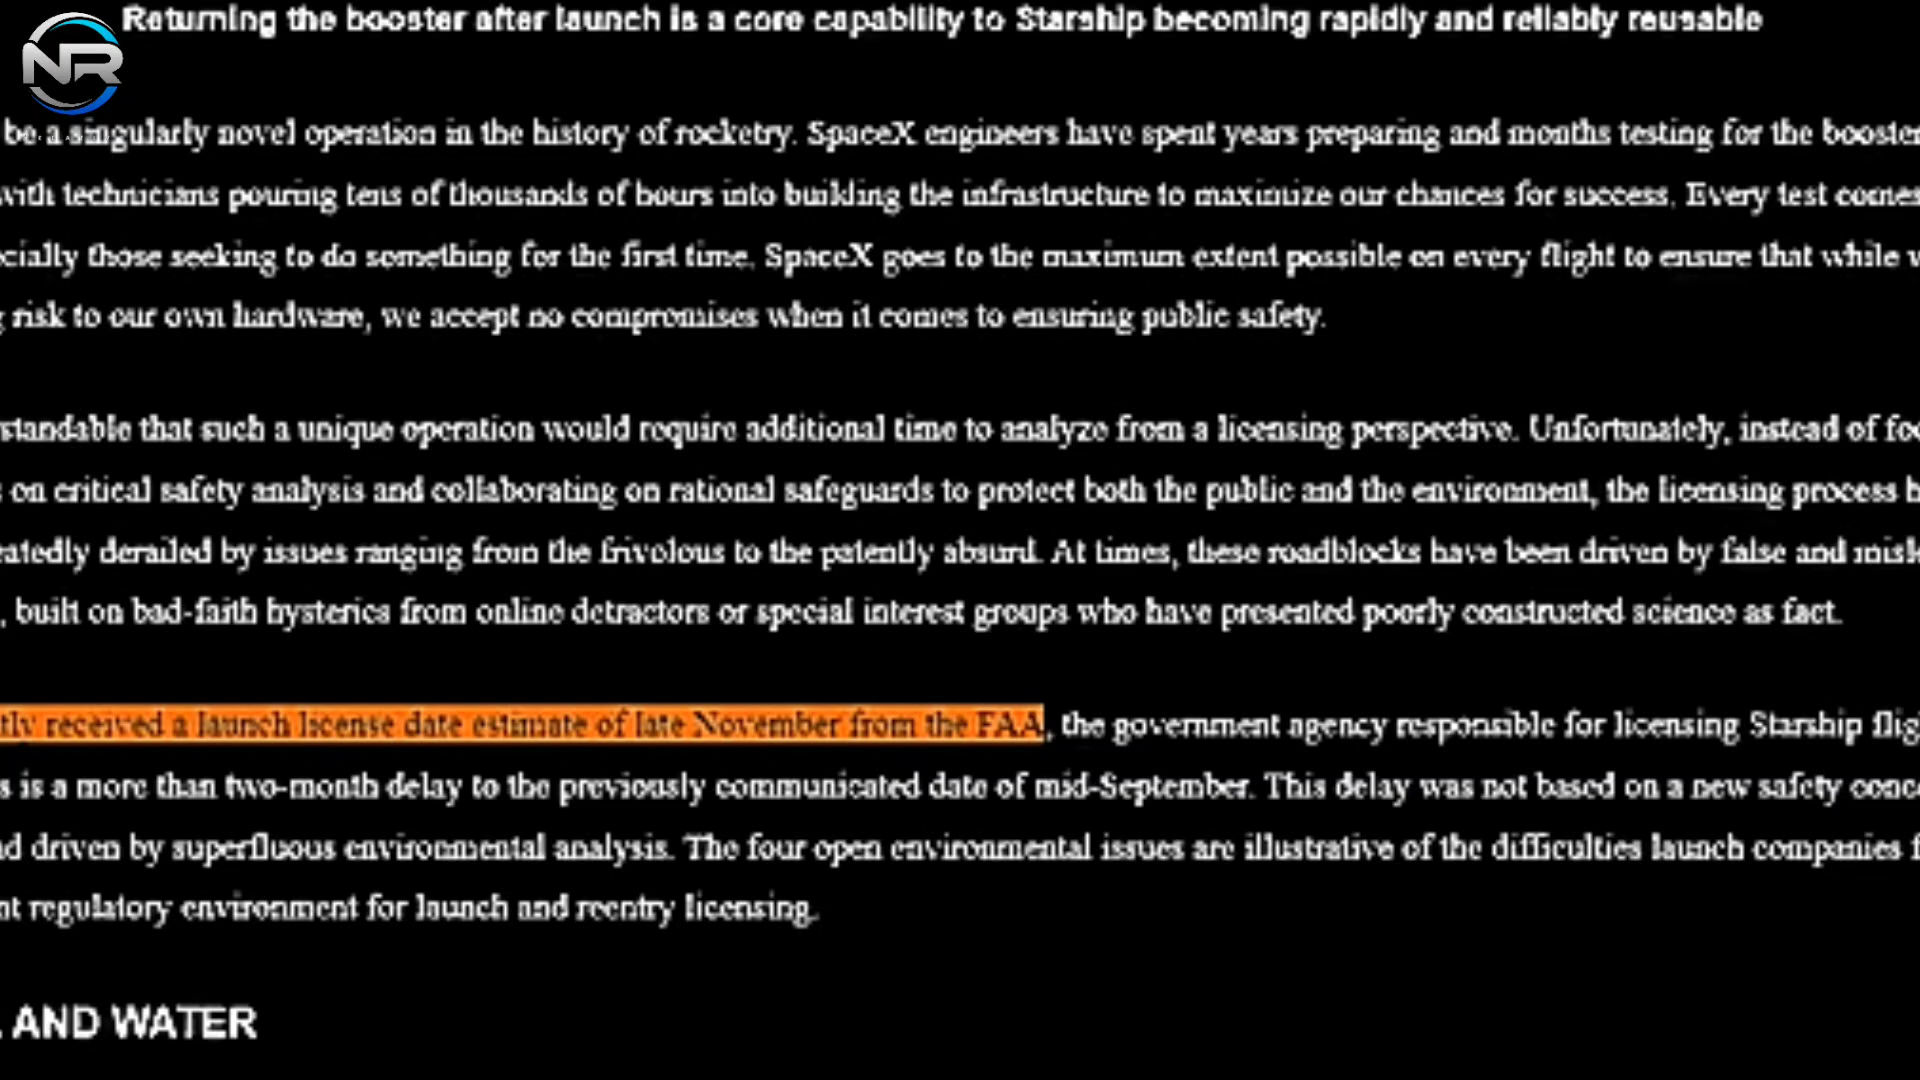 Returning the booster after launch is a core capability to Starship becoming rapidly and reliably reusable
NR
be a singularly novel operation in the history of rocketry. SpaceX engineers have spent years preparing and months testing for the booster
with technicians pouring tens of thousands of hours into building the infrastructure to maximize our chances for success. Every test comes
cially those seeking to do something for the first time. SpaceX goes to the maximum extent possible on every flight to ensure that while
risk to our own hardware, we accept no compromises when it comes to ensuring public safety.
standable that such a unique operation would require additional time to analyze from a licensing perspective. Unfortunately, instead of foc
on critical safety analysis and collaborating on rational safeguards to protect both the public and the environment, the licensing process
eatedly derailed by issues ranging from the frivolous to the patently absurd. At times, these roadblocks have been driven by false and misl
, built on bad-faith hysterics from online detractors or special interest groups who have presented poorly constructed science as fact.
tly received a launch license date estimate of late November from the FAA, the government agency responsible for licensing Starship flig
s is a more than two-month delay to the previously communicated date of mid-September. This delay was not based on a new safety conc
d driven by superfluous environmental analysis. The four open environmental issues are illustrative of the difficulties launch companies f
nt regulatory environment for launch and reentry licensing.
. AND WATER